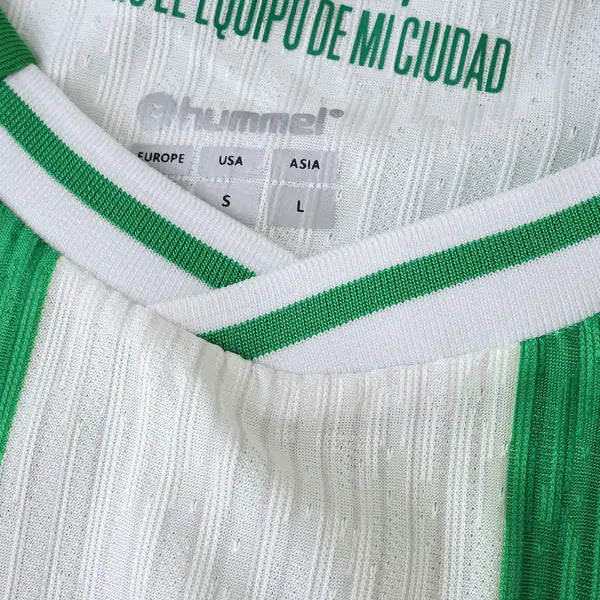 EL EQUIPO DE MI CIUDAD
hummel®
EUROPE USA ASIA
S L